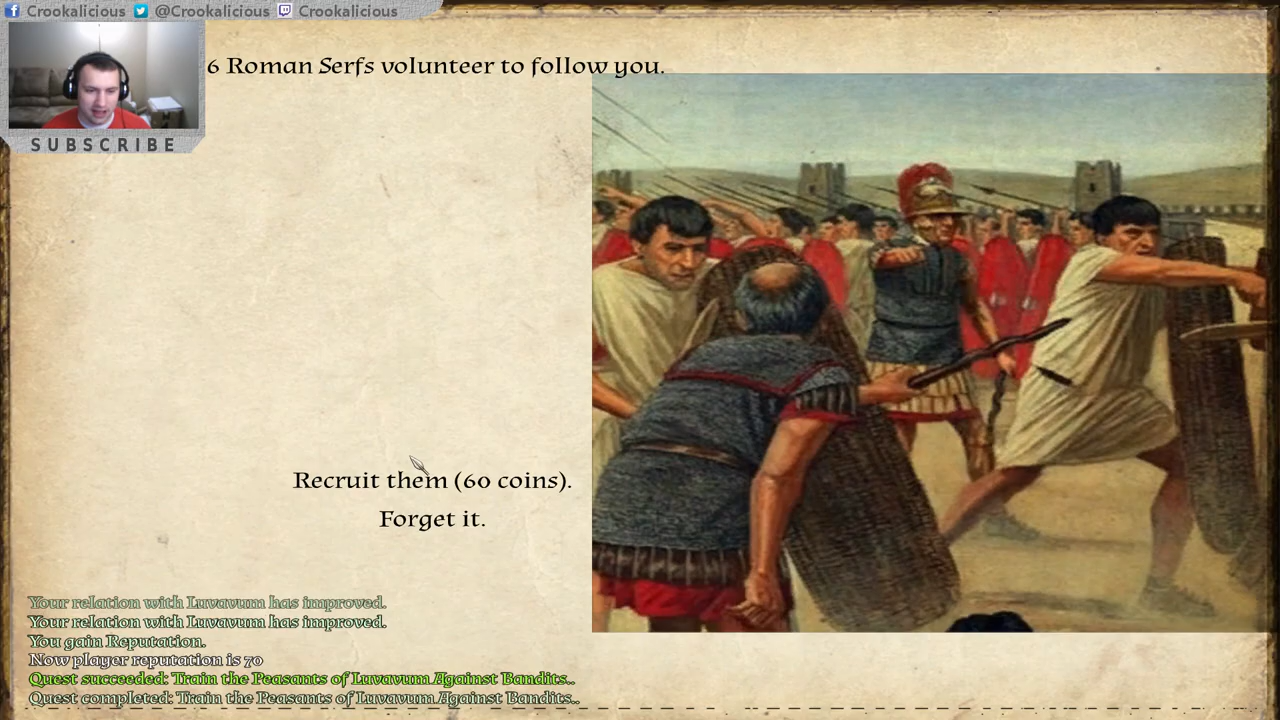 Crookalicious @Crookalicious Crookalicious
SUBSCRIBE
6 Roman Serfs volunteer to follow you.
Recruit them (60 coins).
Forget it.
Your relation with Luvavum has improved.
Your relation with Luvavum has improved.
You gain Reputation.
Now player reputation is 70
Quest succeeded: Train the Peasants of Luvavum Against Bandits..
Quest completed: Train the Peasants of Luvavum Against Bandits..